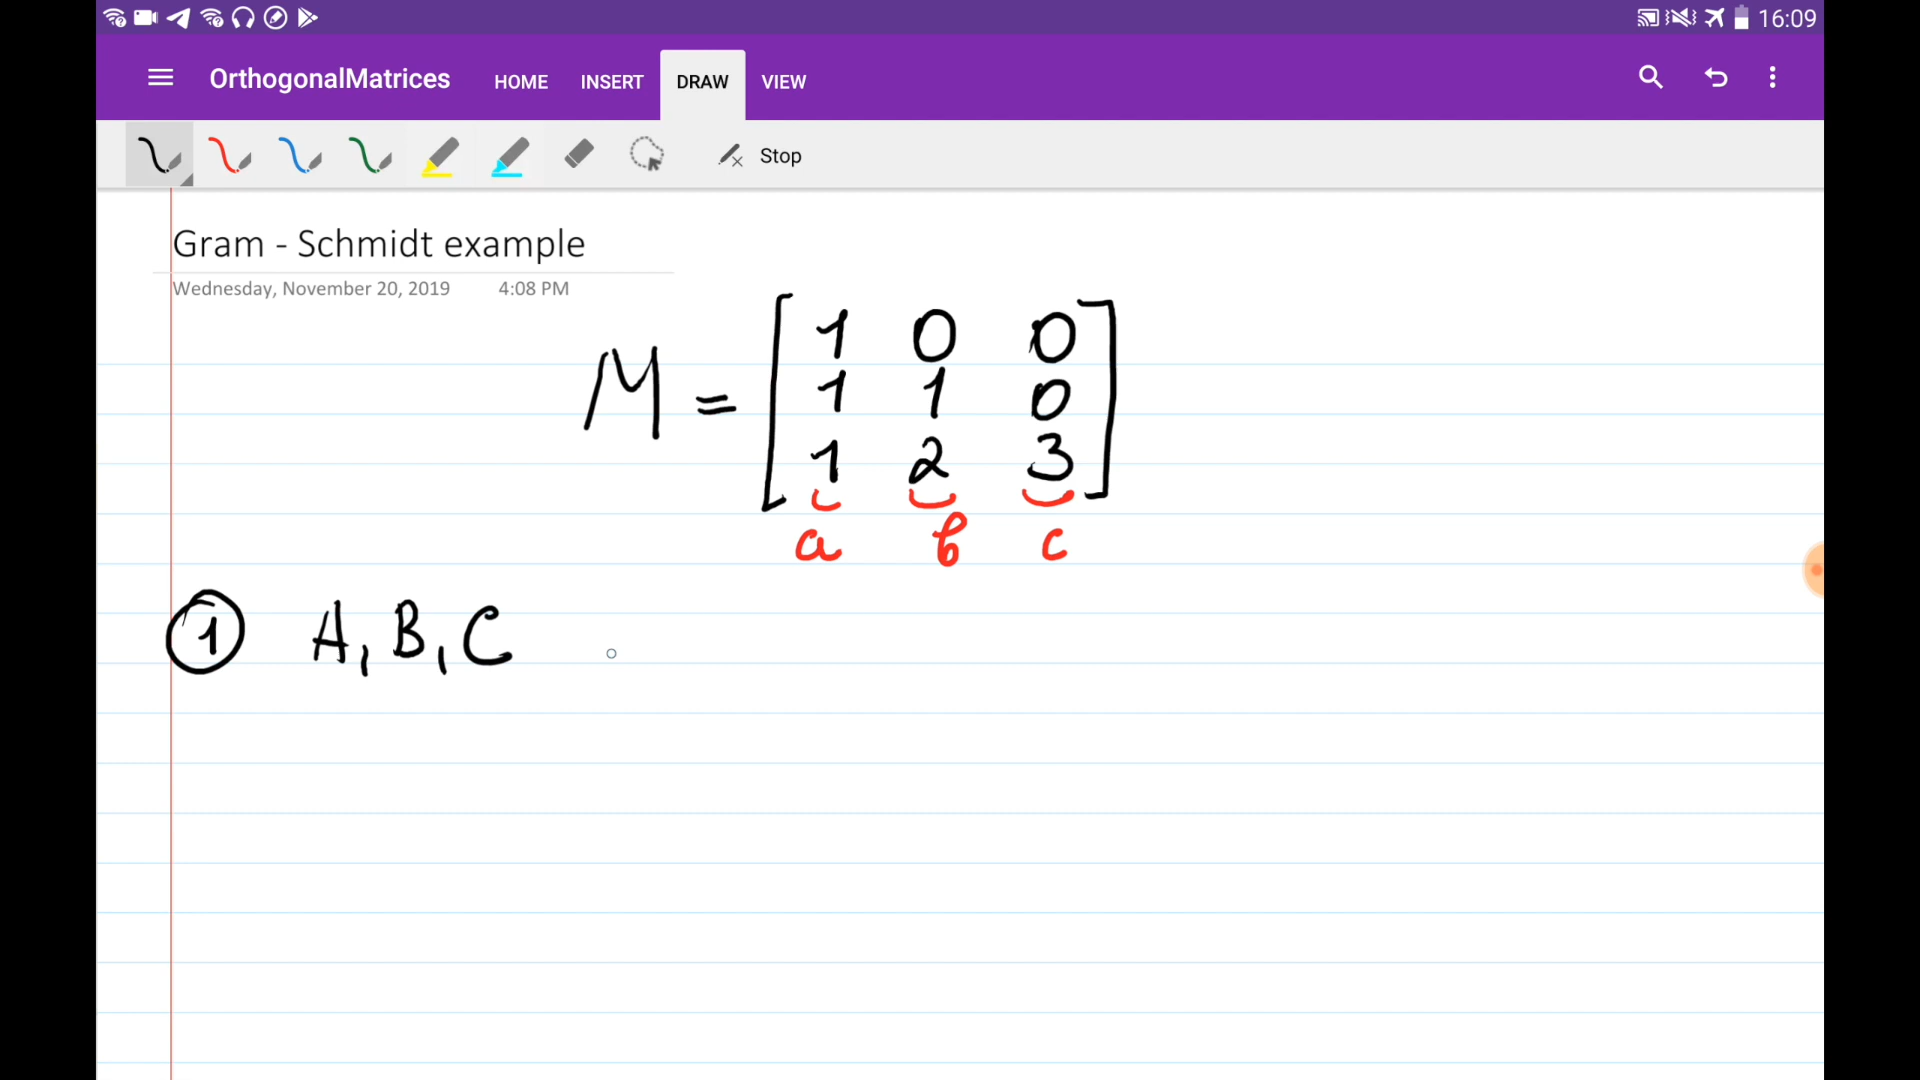 16:09
OrthogonalMatrices HOME INSERT DRAW VIEW
Stop
Gram - Schmidt example
Wednesday, November 20, 2019 4:08 PM
M = [ 1 0 0
1 1 0
1 2 3 ]
a b c
① A, B, C